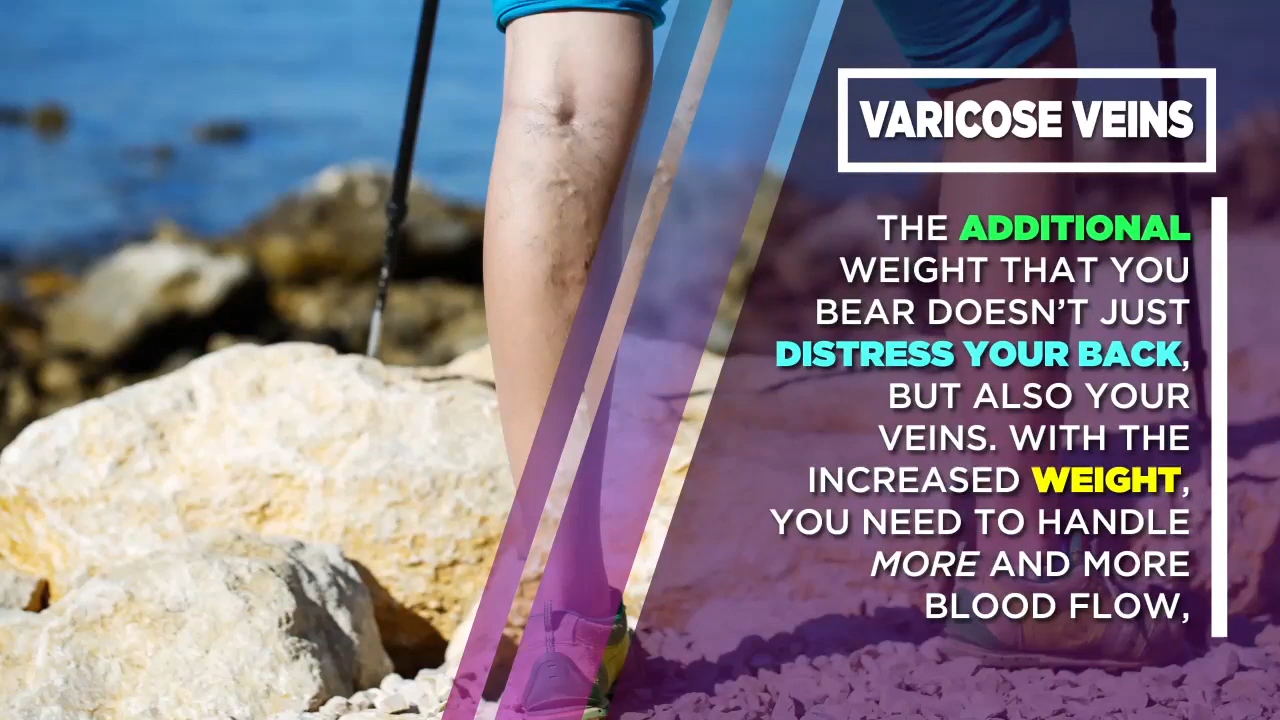 VARICOSE VEINS
THE ADDITIONAL
WEIGHT THAT YOU
BEAR DOESN’T JUST
DISTRESS YOUR BACK,
BUT ALSO YOUR
VEINS. WITH THE
INCREASED WEIGHT,
YOU NEED TO HANDLE
MORE AND MORE
BLOOD FLOW,